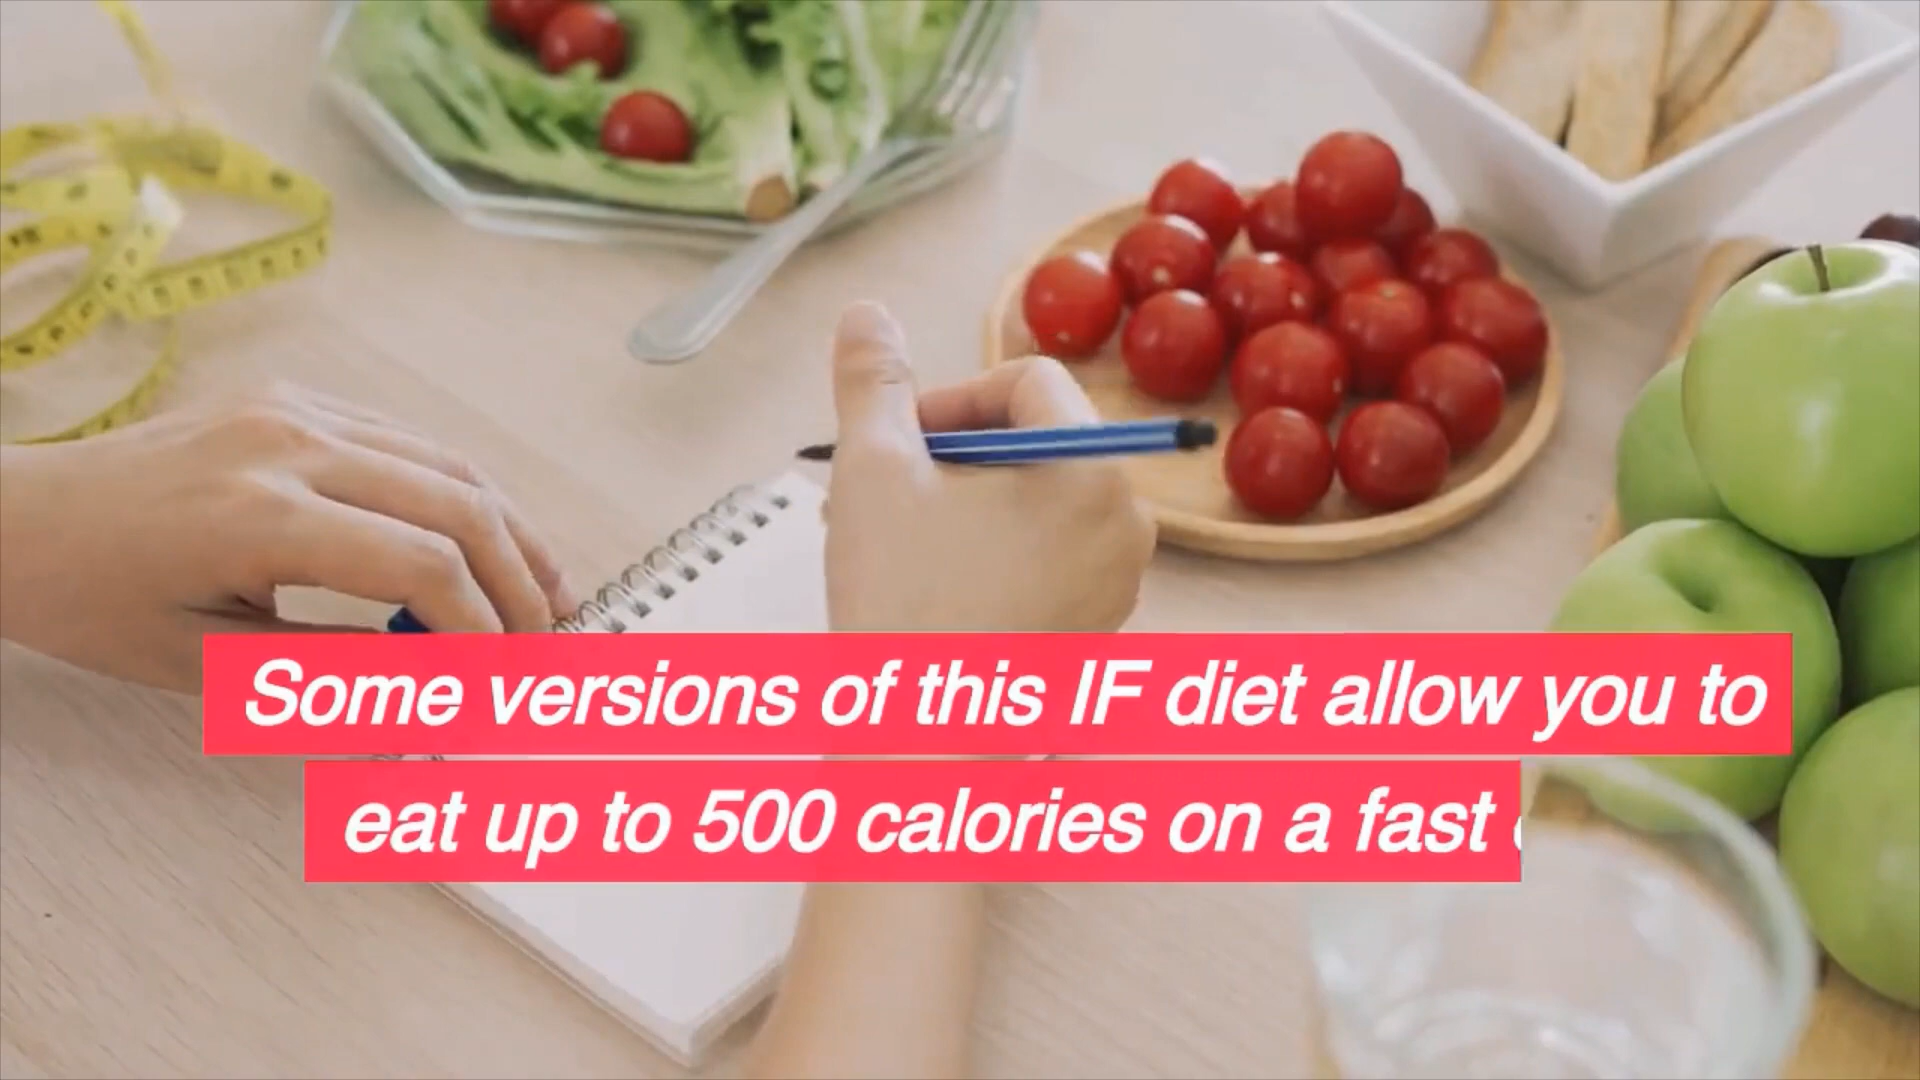 Some versions of this IF diet allow you to
eat up to 500 calories on a fast